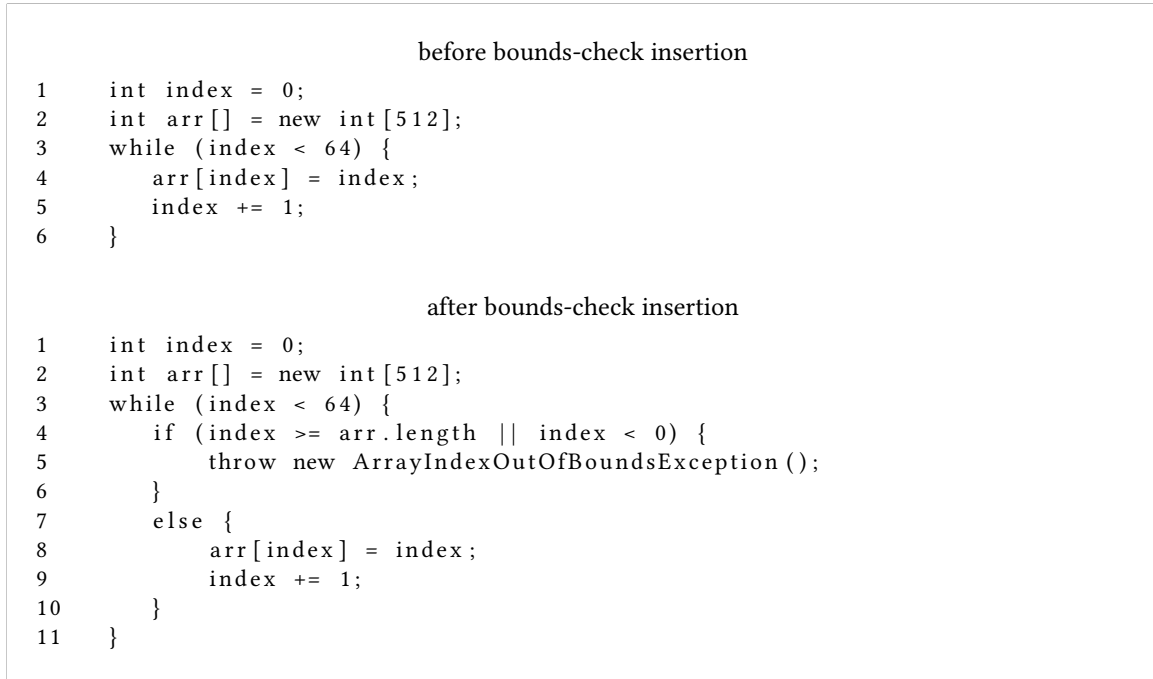 before bounds-check insertion
1 int index = 0;
2 int arr[] = new int[512];
3 while (index < 64) {
4 arr[index] = index;
5 index += 1;
6 }
after bounds-check insertion
1 int index = 0;
2 int arr[] = new int[512];
3 while (index < 64) {
4 if (index >= arr.length || index < 0) {
5 throw new ArrayIndexOutOfBoundsException();
6 }
7 else {
8 arr[index] = index;
9 index += 1;
10 }
11 }